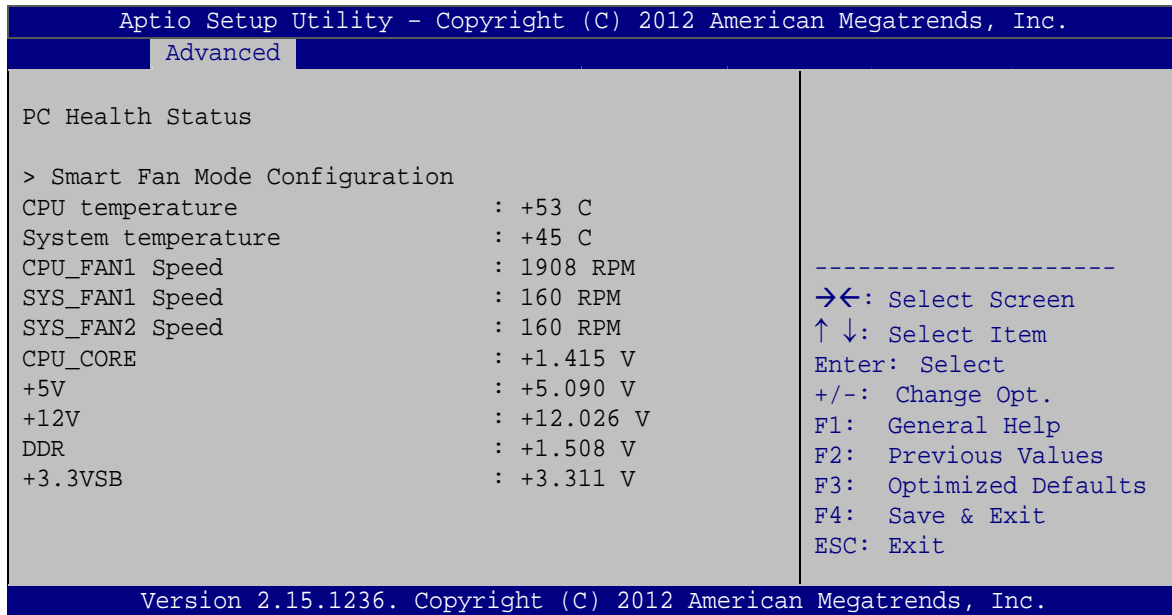 Aptio Setup Utility – Copyright (C) 2012 American Megatrends, Inc.
Advanced
PC Health Status
> Smart Fan Mode Configuration
CPU temperature : +53 C
System temperature : +45 C
CPU_FAN1 Speed : 1908 RPM
SYS_FAN1 Speed : 160 RPM
SYS_FAN2 Speed : 160 RPM
CPU_CORE : +1.415 V
+5V : +5.090 V
+12V : +12.026 V
DDR : +1.508 V
+3.3VSB : +3.311 V
---------------------
→←: Select Screen
↑ ↓: Select Item
Enter: Select
+/-: Change Opt.
F1: General Help
F2: Previous Values
F3: Optimized Defaults
F4: Save & Exit
ESC: Exit
Version 2.15.1236. Copyright (C) 2012 American Megatrends, Inc.